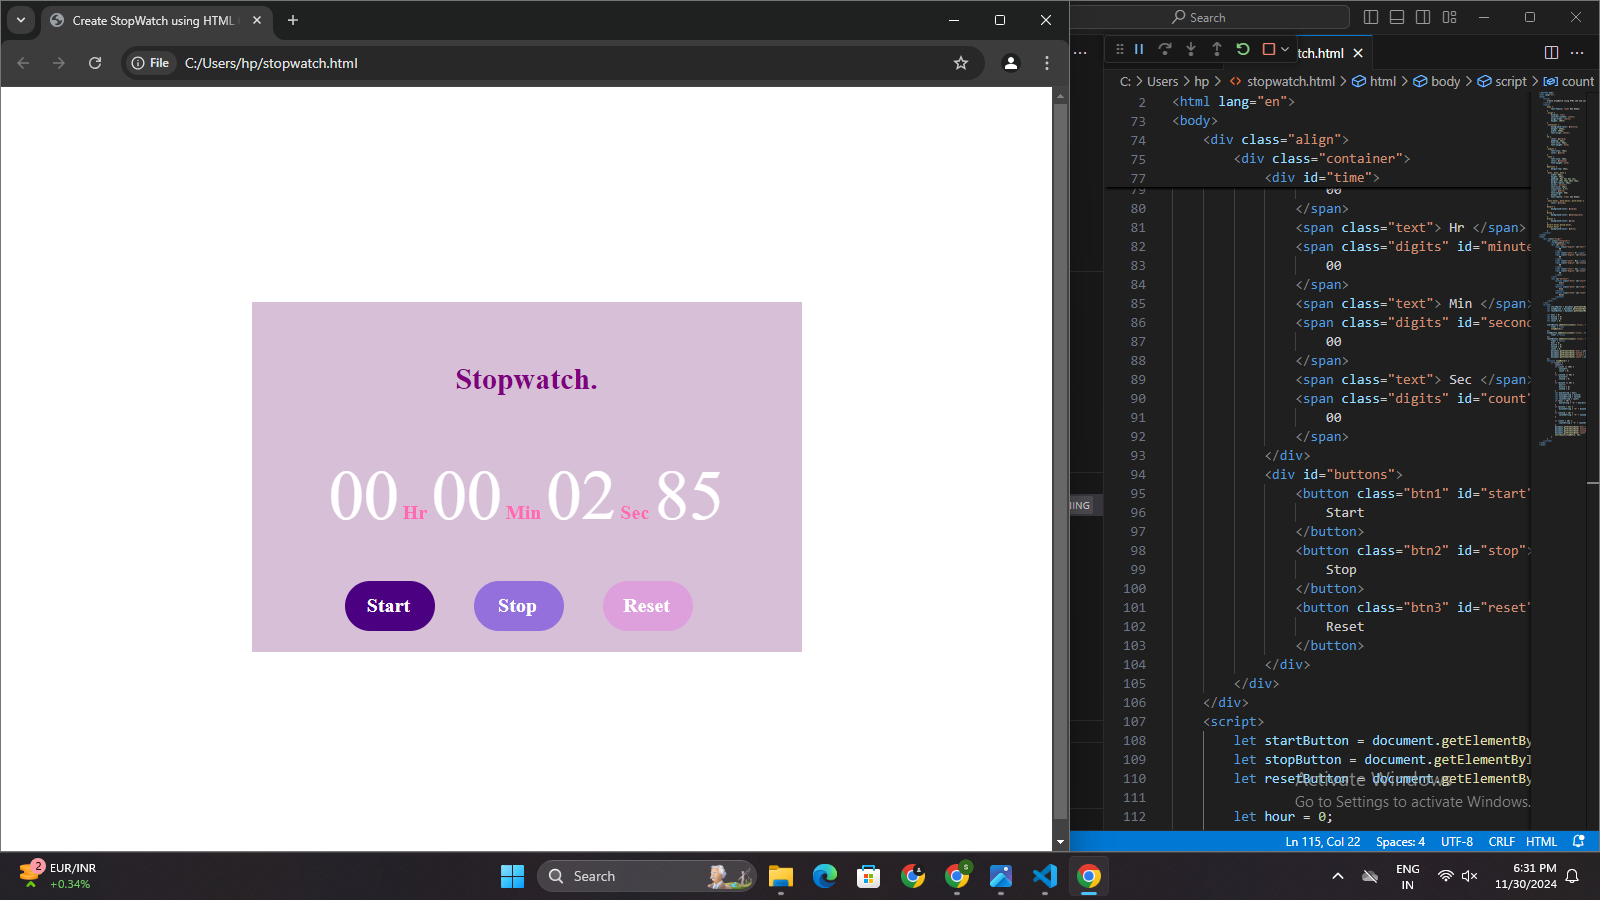 Create StopWatch using HTML
File C:/Users/hp/stopwatch.html
Stopwatch.
00 Hr 00 Min 02 Sec 85
Start Stop Reset
Search
tch.html
C: > Users > hp > stopwatch.html > html > body > script > count
2 <html lang="en">
73 <body>
74 <div class="align">
75 <div class="container">
77 <div id="time">
79 00
80 </span>
81 <span class="text"> Hr </span>
82 <span class="digits" id="minute
83 00
84 </span>
85 <span class="text"> Min </span>
86 <span class="digits" id="second
87 00
88 </span>
89 <span class="text"> Sec </span>
90 <span class="digits" id="count"
91 00
92 </span>
93 </div>
94 <div id="buttons">
95 <button class="btn1" id="start"
96 Start
97 </button>
98 <button class="btn2" id="stop">
99 Stop
100 </button>
101 <button class="btn3" id="reset"
102 Reset
103 </button>
104 </div>
105 </div>
106 </div>
107 <script>
108 let startButton = document.getElementBy
109 let stopButton = document.getElementByI
110 let resetButton = document.getElementBy
111
112 let hour = 0;
NING
Activate Windows
Go to Settings to activate Windows.
Ln 115, Col 22 Spaces: 4 UTF-8 CRLF HTML
2
EUR/INR
+0.34%
Search
ENG
IN
6:31 PM
11/30/2024